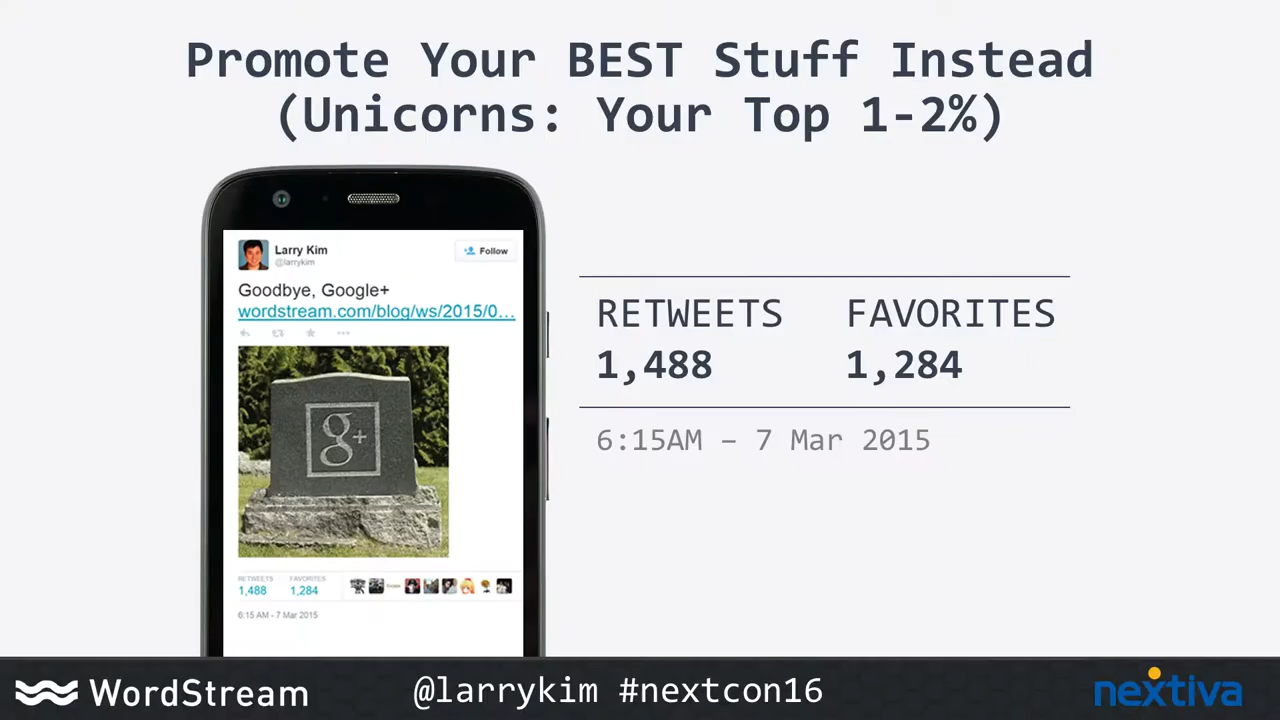 Promote Your BEST Stuff Instead
(Unicorns: Your Top 1-2%)
Larry Kim
@larrykim
Follow
Goodbye, Google+
wordstream.com/blog/ws/2015/0...
g+
RETWEETS FAVORITES
1,488 1,284
6:15 AM - 7 Mar 2015
RETWEETS FAVORITES
1,488 1,284
6:15AM – 7 Mar 2015
WordStream
@larrykim #nextcon16
nextiva